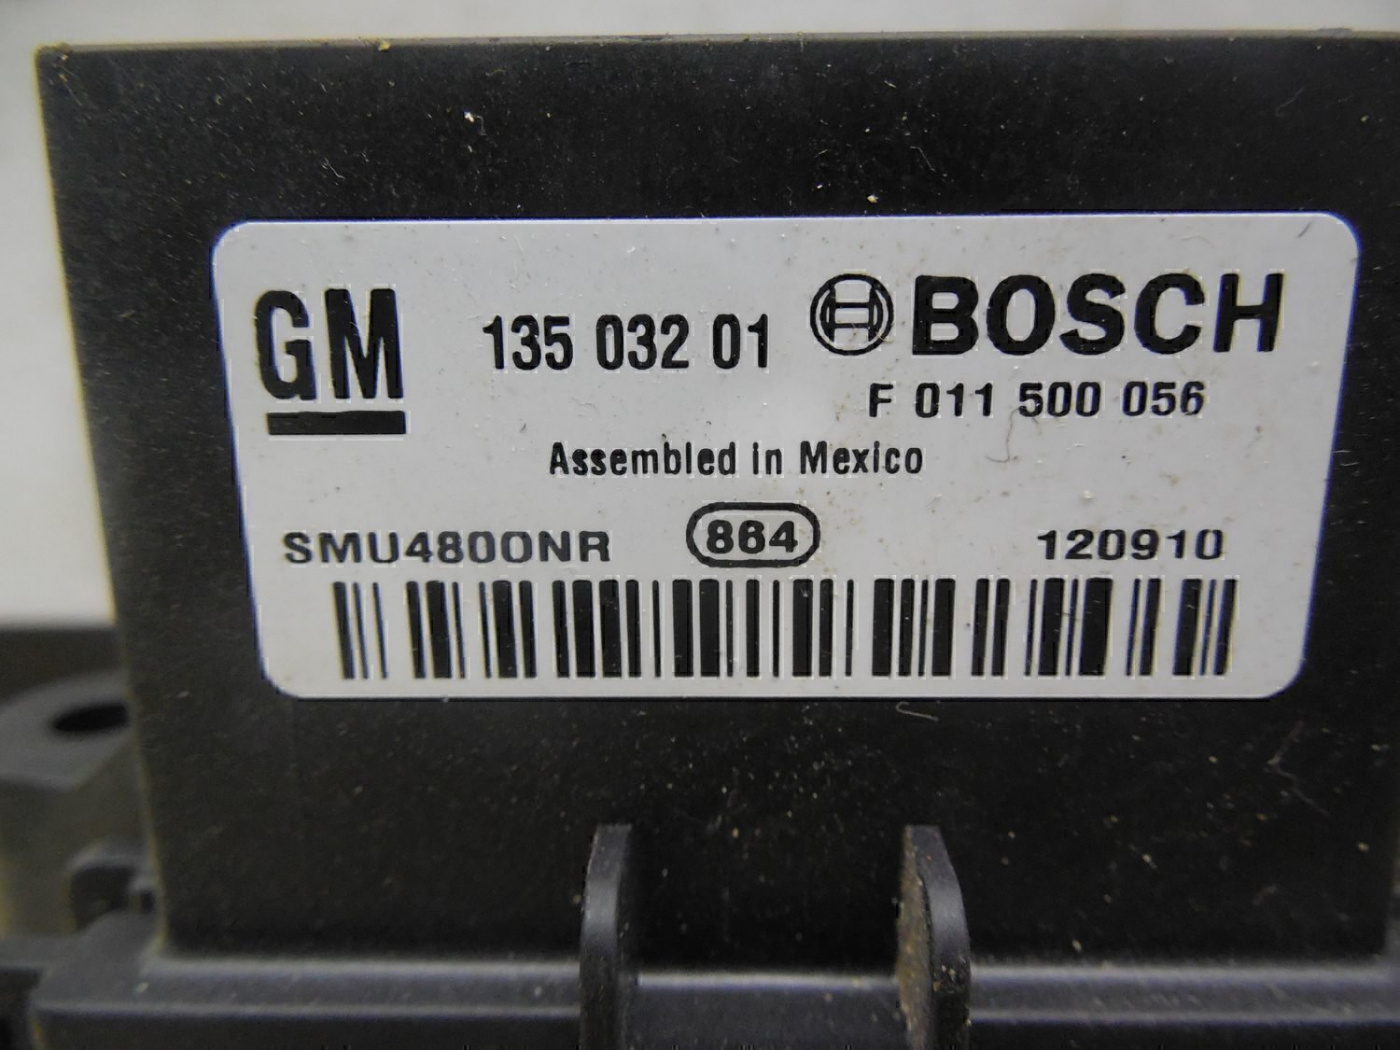 GM 135 032 01 BOSCH
F 011 500 056
Assembled in Mexico
SMU4800NR 864 120910